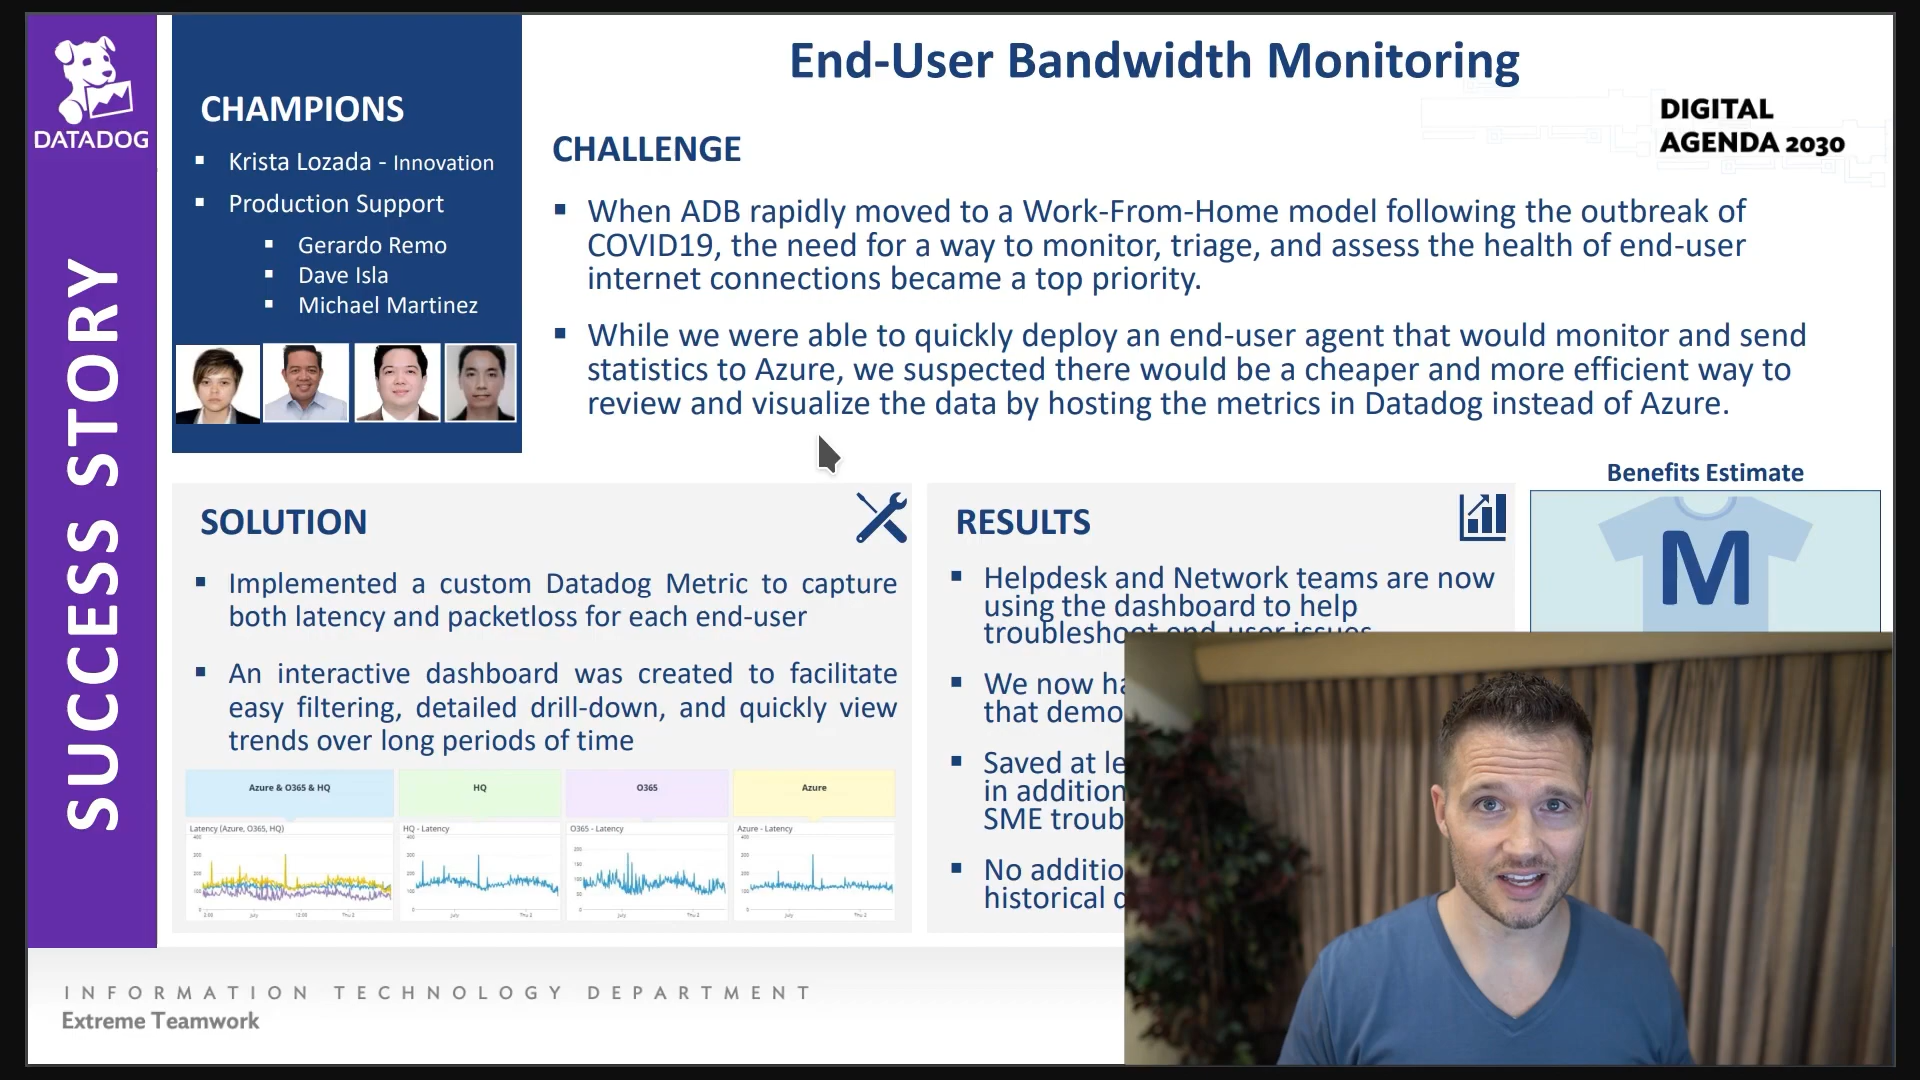 DATADOG
SUCCESS STORY
CHAMPIONS
Krista Lozada - Innovation
Production Support
Gerardo Remo
Dave Isla
Michael Martinez
End-User Bandwidth Monitoring
DIGITAL
AGENDA 2030
CHALLENGE
When ADB rapidly moved to a Work-From-Home model following the outbreak of
COVID19, the need for a way to monitor, triage, and assess the health of end-user
internet connections became a top priority.
While we were able to quickly deploy an end-user agent that would monitor and send
statistics to Azure, we suspected there would be a cheaper and more efficient way to
review and visualize the data by hosting the metrics in Datadog instead of Azure.
SOLUTION
Implemented a custom Datadog Metric to capture
both latency and packetloss for each end-user
An interactive dashboard was created to facilitate
easy filtering, detailed drill-down, and quickly view
trends over long periods of time
Azure & O365 & HQ
HQ
O365
Azure
Latency (Azure, O365, HQ)
HQ - Latency
O365 - Latency
Azure - Latency
RESULTS
Helpdesk and Network teams are now
using the dashboard to help
troubleshoot end-user issues
We now
that
Saved at
in addition
SME
No
historical
Benefits Estimate
M
INFORMATION TECHNOLOGY DEPARTMENT
Extreme Teamwork